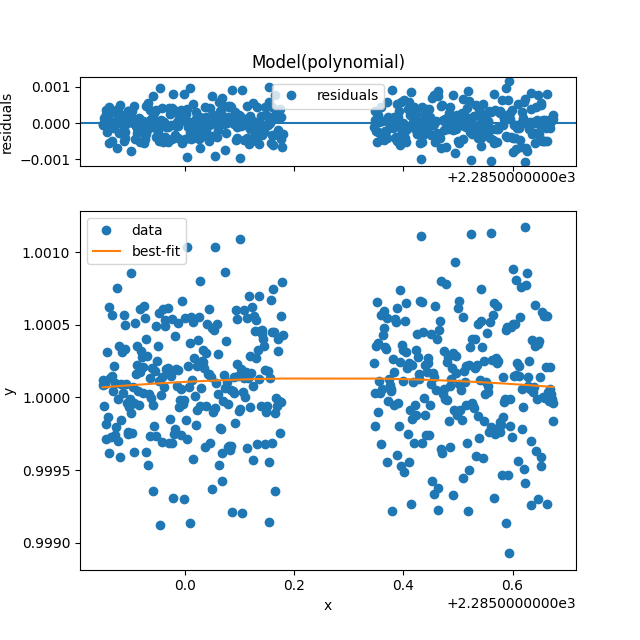 Model(polynomial)
residuals
0.001
0.000
−0.001
residuals
+2.2850000000e3
data
best-fit
y
1.0010
1.0005
1.0000
0.9995
0.9990
0.0
0.2
0.4
0.6
x
+2.2850000000e3